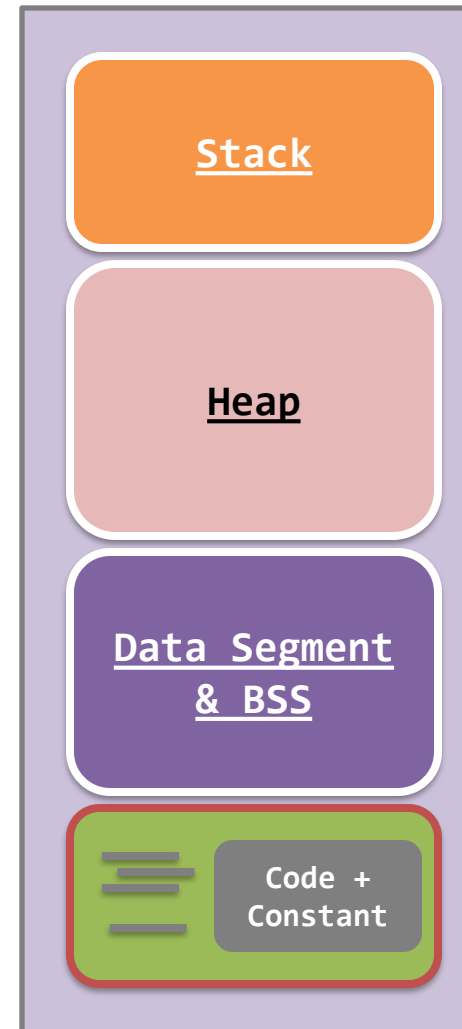 Stack
Heap
Data Segment
& BSS
Code +
Constant